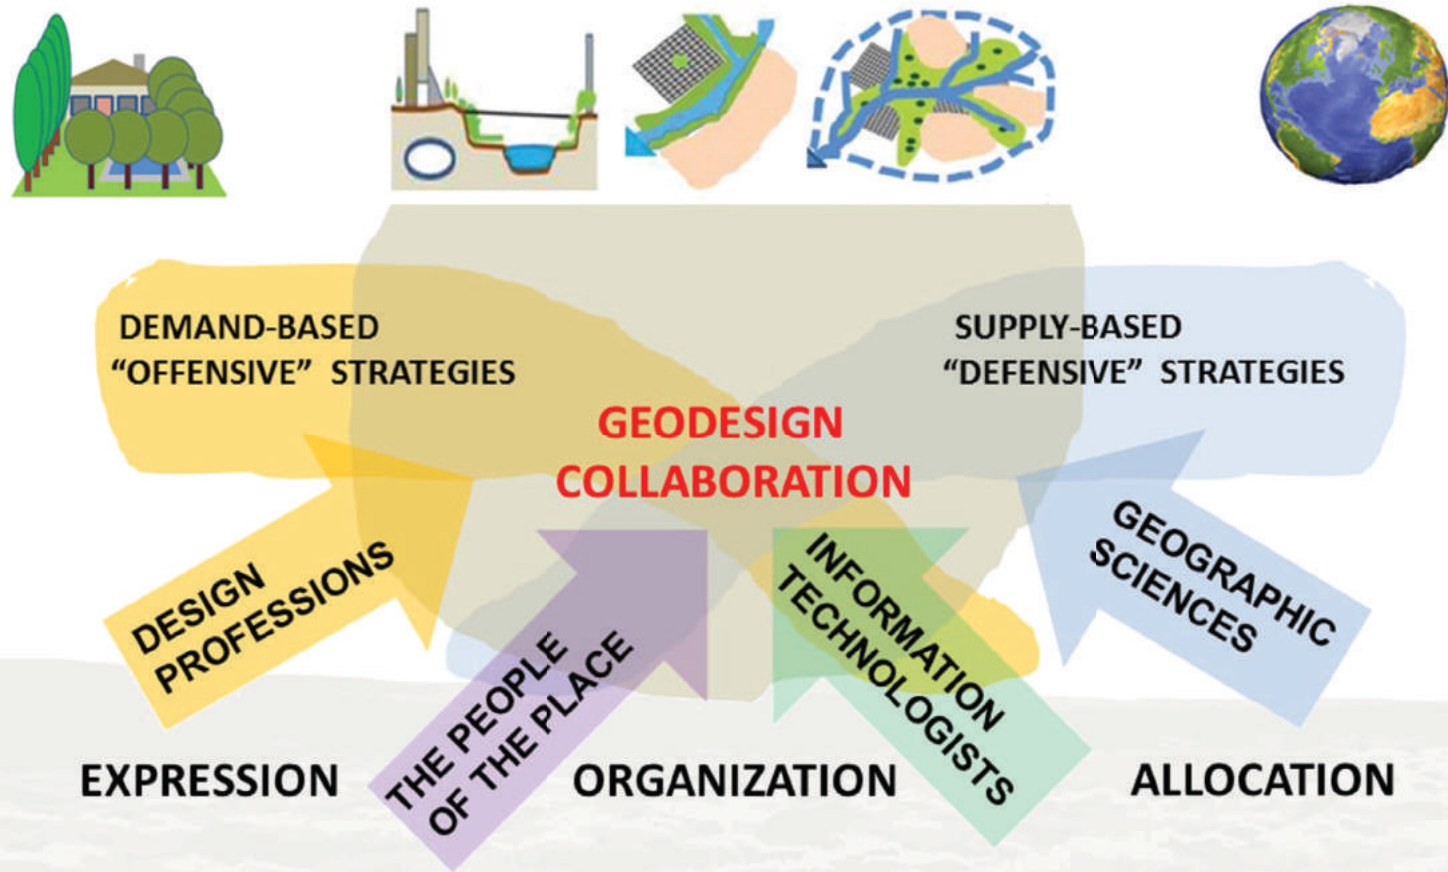 DEMAND-BASED
“OFFENSIVE” STRATEGIES
SUPPLY-BASED
“DEFENSIVE” STRATEGIES
GEODESIGN
COLLABORATION
DESIGN
PROFESSIONS
THE PEOPLE
OF THE PLACE
INFORMATION
TECHNOLOGISTS
GEOGRAPHIC
SCIENCES
EXPRESSION
ORGANIZATION
ALLOCATION